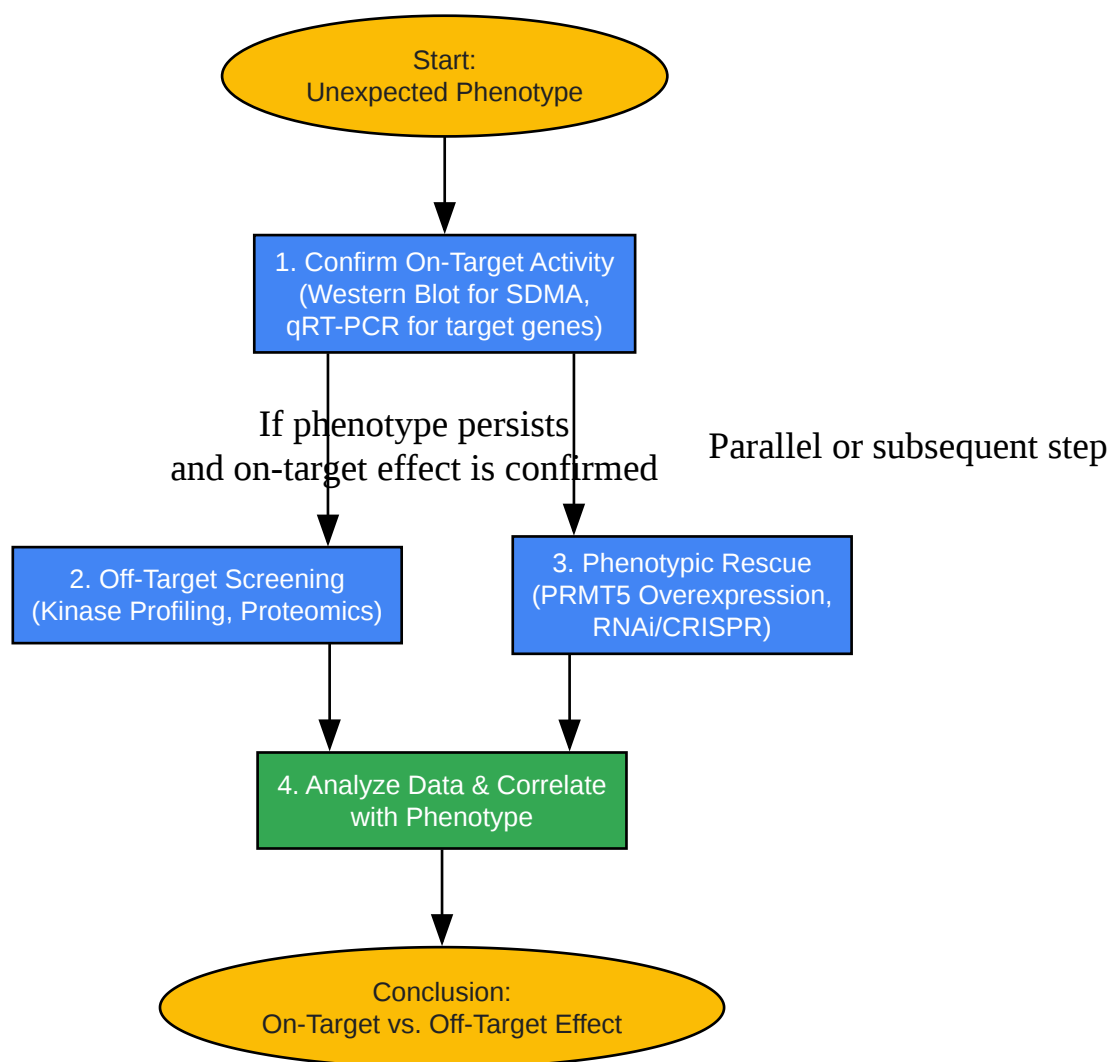 Start:
Unexpected Phenotype
1. Confirm On-Target Activity
(Western Blot for SDMA,
qRT-PCR for target genes)
If phenotype persists
and on-target effect is confirmed
Parallel or subsequent step
2. Off-Target Screening
(Kinase Profiling, Proteomics)
3. Phenotypic Rescue
(PRMT5 Overexpression,
RNAi/CRISPR)
4. Analyze Data & Correlate
with Phenotype
Conclusion:
On-Target vs. Off-Target Effect